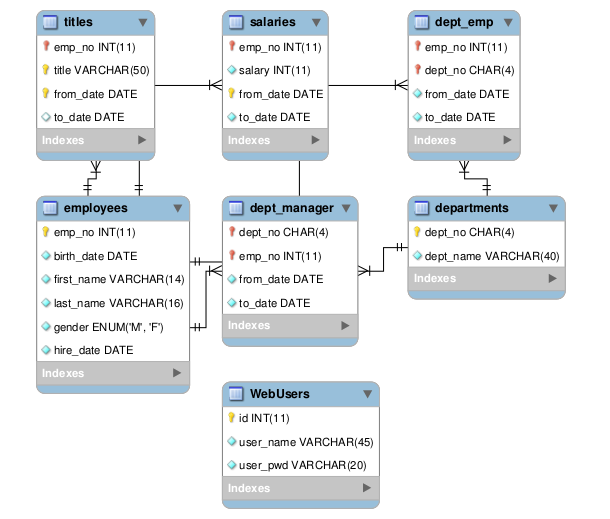 titles
emp_no INT(11)
title VARCHAR(50)
from_date DATE
to_date DATE
Indexes
salaries
emp_no INT(11)
salary INT(11)
from_date DATE
to_date DATE
Indexes
dept_emp
emp_no INT(11)
dept_no CHAR(4)
from_date DATE
to_date DATE
Indexes
employees
emp_no INT(11)
birth_date DATE
first_name VARCHAR(14)
last_name VARCHAR(16)
gender ENUM('M', 'F')
hire_date DATE
Indexes
dept_manager
dept_no CHAR(4)
emp_no INT(11)
from_date DATE
to_date DATE
Indexes
departments
dept_no CHAR(4)
dept_name VARCHAR(40)
Indexes
WebUsers
id INT(11)
user_name VARCHAR(45)
user_pwd VARCHAR(20)
Indexes